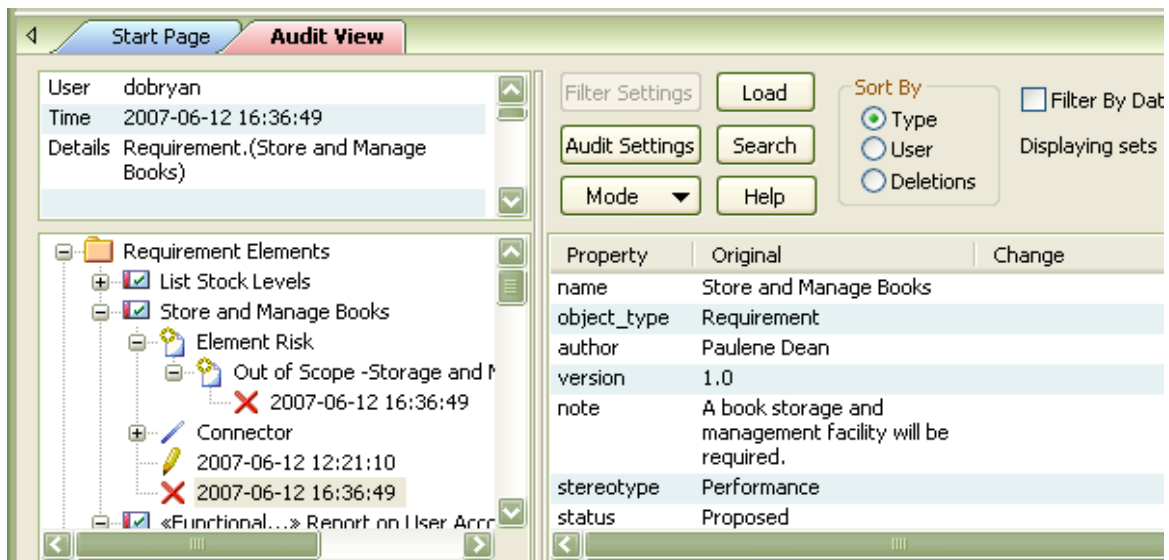 Start Page
Audit View
User dobryan
Time 2007-06-12 16:36:49
Details Requirement.(Store and Manage
Books)
Filter Settings
Load
Audit Settings
Search
Mode
Help
Sort By
Type
User
Deletions
Filter By Dat
Displaying sets
Requirement Elements
List Stock Levels
Store and Manage Books
Element Risk
Out of Scope -Storage and M
2007-06-12 16:36:49
Connector
2007-06-12 12:21:10
2007-06-12 16:36:49
«Functional...» Report on User Acco
Property Original Change
name Store and Manage Books
object_type Requirement
author Paulene Dean
version 1.0
note A book storage and
management facility will be
required.
stereotype Performance
status Proposed